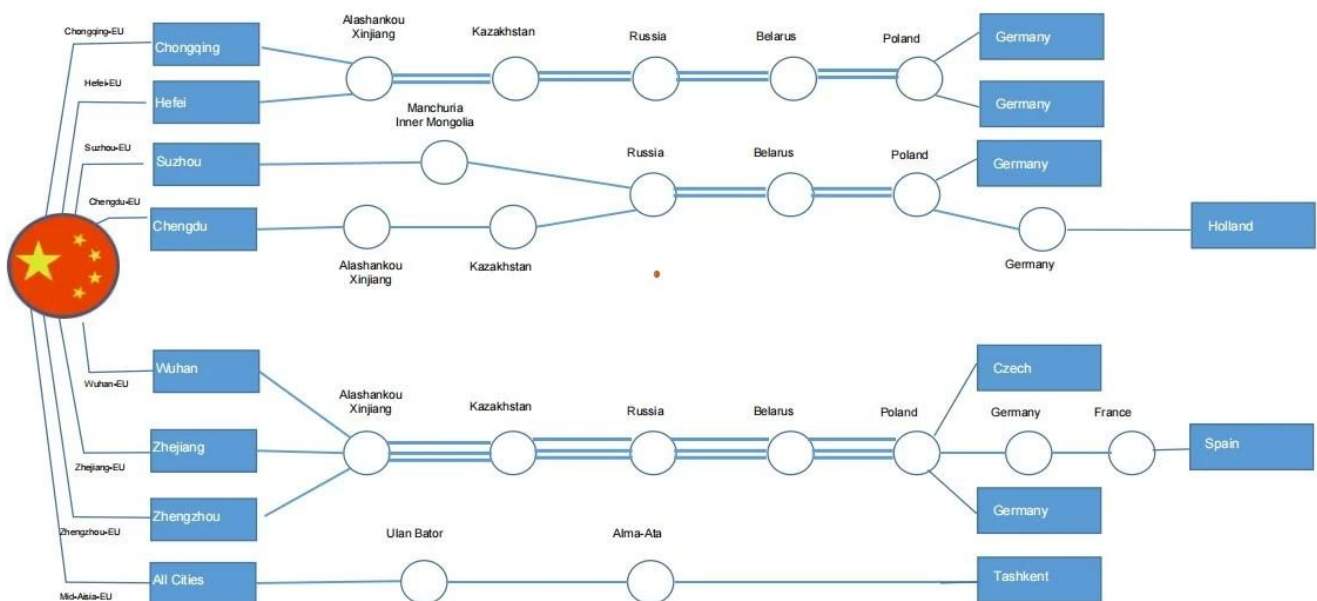 Chongqing-EU
Chongqing
Alashankou
Xinjiang
Kazakhstan
Russia
Belarus
Poland
Germany
Hefei-EU
Hefei
Germany
Manchuria
Inner Mongolia
Suzhou-EU
Suzhou
Russia
Belarus
Poland
Germany
Chengdu-EU
Chengdu
Alashankou
Xinjiang
Kazakhstan
Germany
Holland
Wuhan-EU
Wuhan
Alashankou
Xinjiang
Kazakhstan
Russia
Belarus
Poland
Czech
Germany
France
Spain
Zhejiang
Zhejiang-EU
Zhengzhou
Germany
Zhengzhou-EU
Ulan Bator
Alma-Ata
All Cities
Tashkent
Mid-Aisia-EU